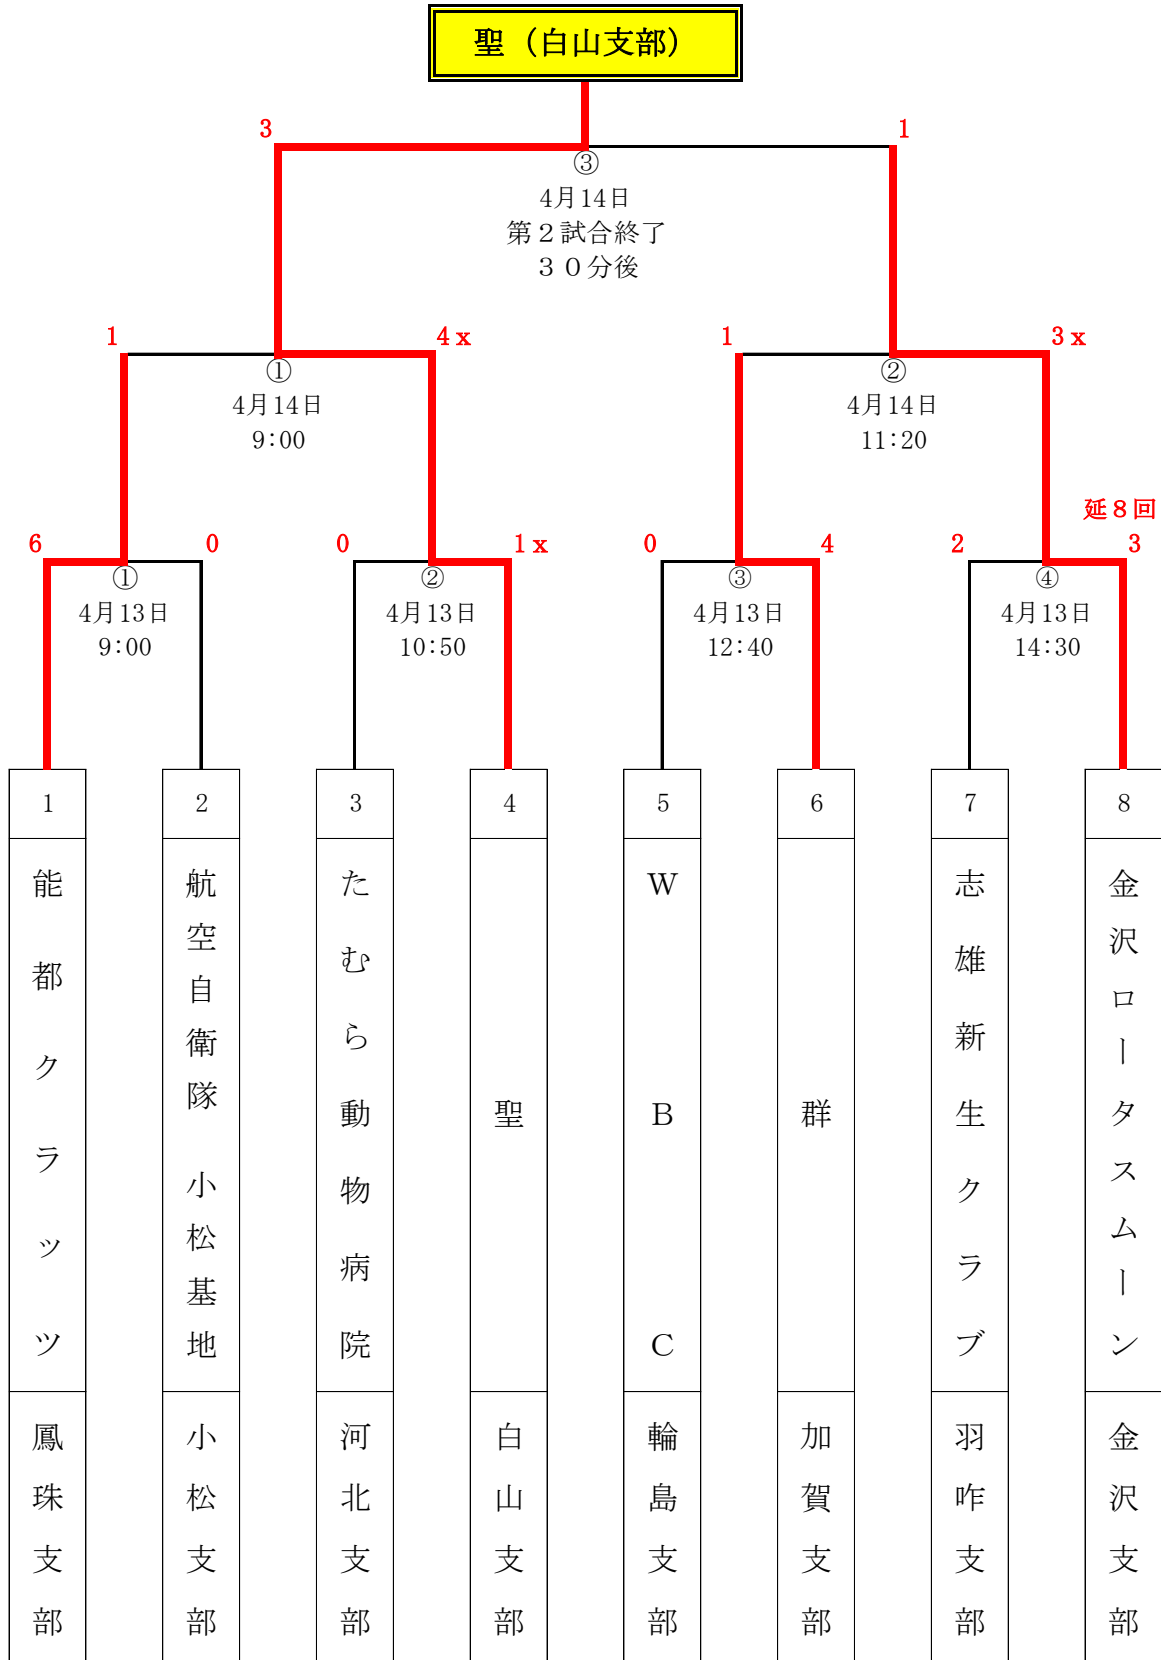 聖（白山支部）
3
1
③
4月14日
第２試合終了
３０分後
1
4x
1
3x
①
4月14日
9:00
②
4月14日
11:20
延８回
6
0
0
1x
0
4
2
3
①
4月13日
9:00
②
4月13日
10:50
③
4月13日
12:40
④
4月13日
14:30
1
2
3
4
5
6
7
8
能都クラッツ
航空自衛隊 小松基地
たむら動物病院
聖
WBC
群
志雄新生クラブ
金沢ロータスムーン
鳳珠支部
小松支部
河北支部
白山支部
輪島支部
加賀支部
羽咋支部
金沢支部